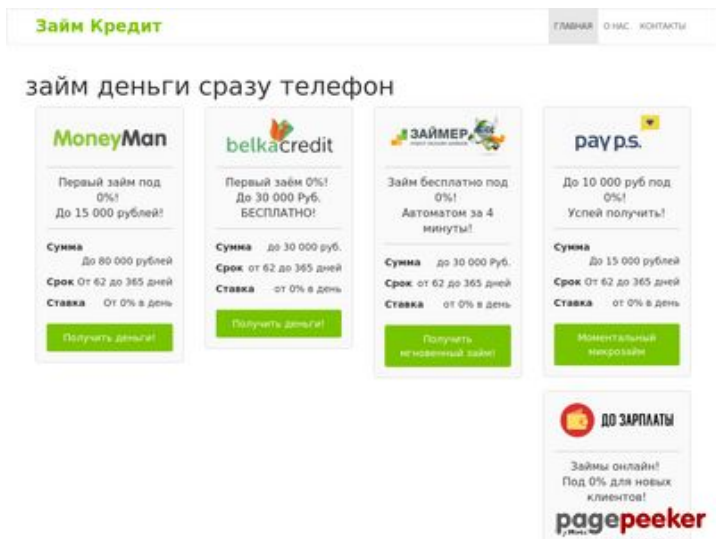 Займ Кредит
ГЛАВНАЯ О НАС. КОНТАКТЫ
займ деньги сразу телефон
MoneyMan
Первый займ под
0%!
До 15 000 рублей!
Сумма
До 80 000 рублей
Срок От 62 до 365 дней
Ставка От 0% в день
Получить деньги!
belkacredit
Первый заём 0%!
До 30 000 Руб.
БЕСПЛАТНО!
Сумма до 30 000 руб.
Срок от 62 до 365 дней
Ставка от 0% в день
Получить деньги!
ЗАЙМЕР
Займ бесплатно под
0%!
Автоматом за 4
минуты!
Сумма до 30 000 Руб.
Срок от 62 до 365 дней
Ставка от 0% в день
Получить
мгновенный займ!
pay p.s.
До 10 000 руб под
0%!
Успей получить!
Сумма
До 15 000 рублей
Срок От 62 до 365 дней
Ставка от 0% в день
Моментальный
микрозайм
ДО ЗАРПЛАТЫ
Займы онлайн!
Под 0% для новых
клиентов!
pagepeeker